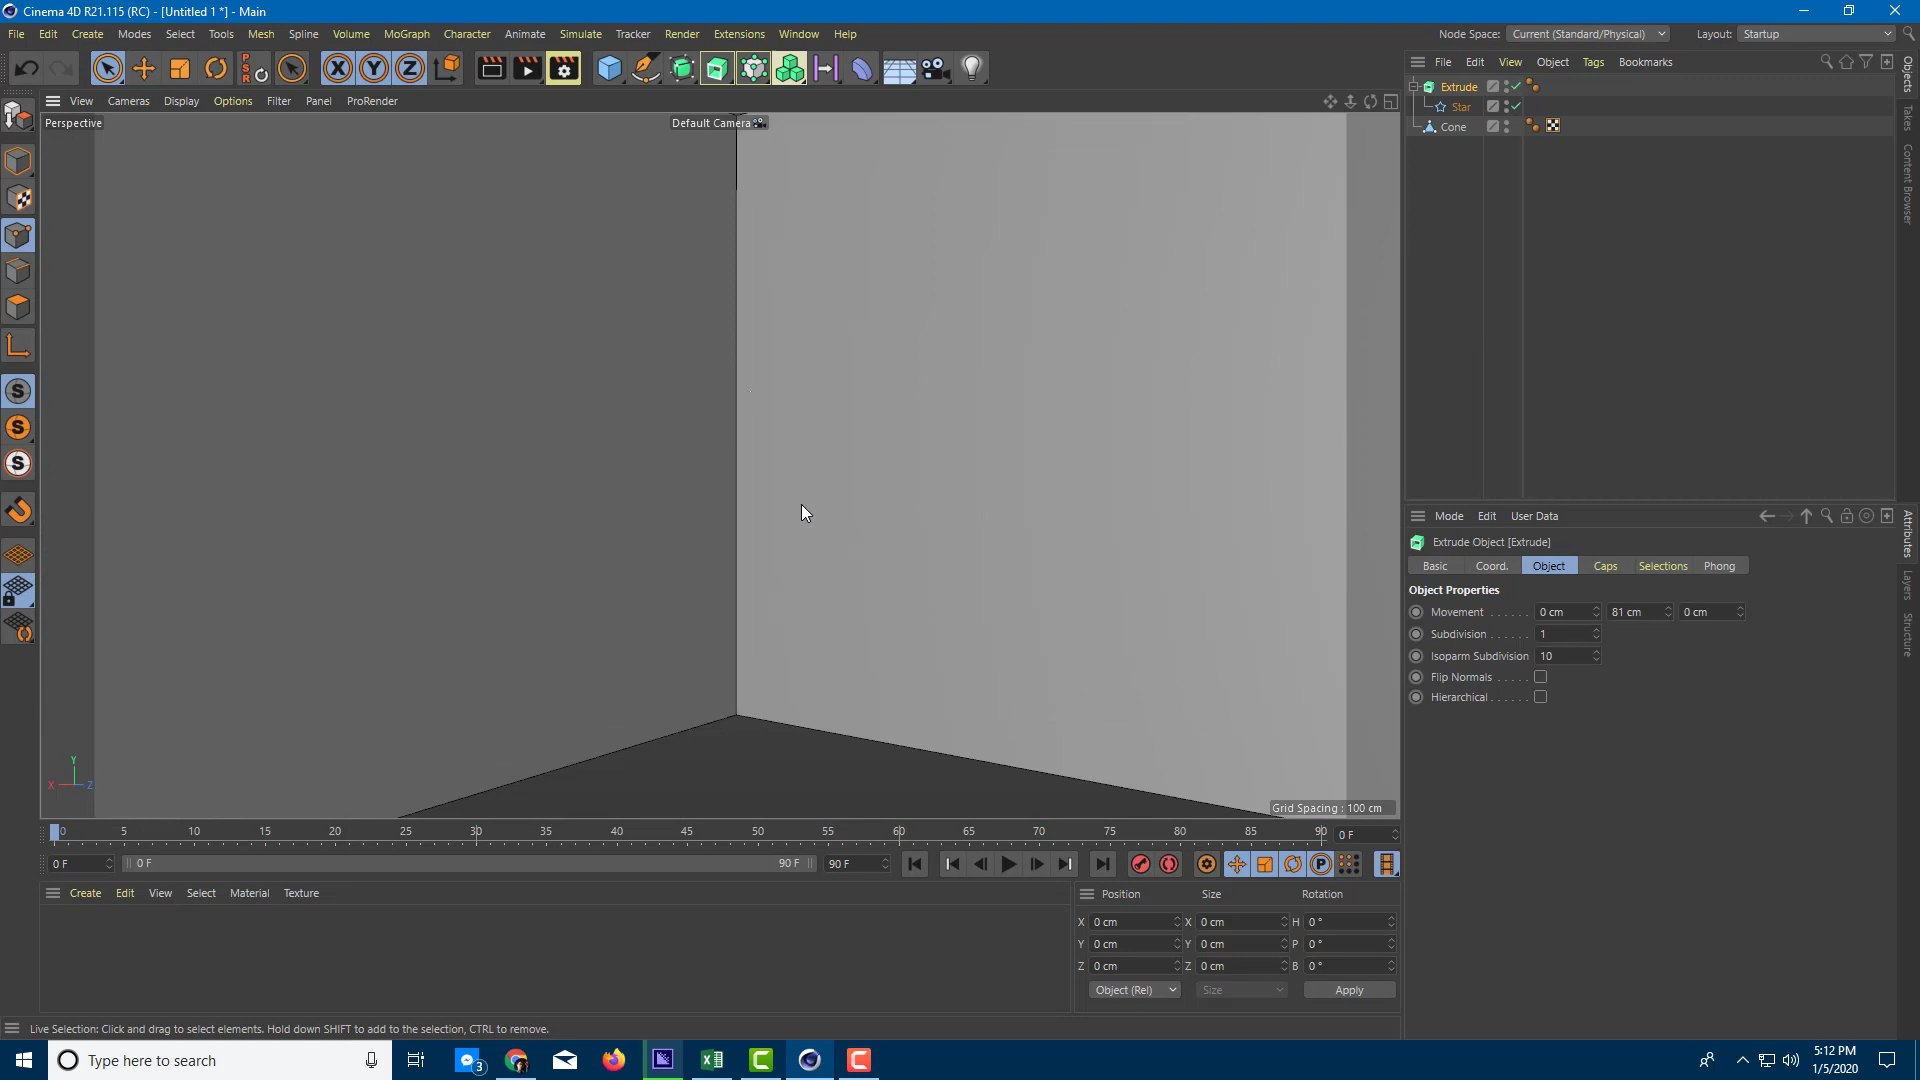 Cinema 4D R21.115 (RC) - [Untitled 1 *] - Main
File Edit Create Modes Select Tools Mesh Spline Volume MoGraph Character Animate Simulate Tracker Render Extensions Window Help
Node Space: Current (Standard/Physical) Layout: Startup
P S R X Y Z
File Edit View Object Tags Bookmarks
View Cameras Display Options Filter Panel ProRender
Perspective
Default Camera
Extrude
Star
Cone
Objects
Takes
Content Browser
S
S
S
Mode Edit User Data
Extrude Object [Extrude]
Basic Coord. Object Caps Selections Phong
Object Properties
Movement . . . . . . 0 cm 81 cm 0 cm
Subdivision . . . . . . 1
Isoparm Subdivision 10
Flip Normals . . . . .
Hierarchical . . . . . .
Attributes
Layers
Structure
Y
X Z
Grid Spacing : 100 cm
0 5 10 15 20 25 30 35 40 45 50 55 60 65 70 75 80 85 90 0 F
0 F 0 F 90 F 90 F P
Create Edit View Select Material Texture
Position Size Rotation
X 0 cm X 0 cm H 0 °
Y 0 cm Y 0 cm P 0 °
Z 0 cm Z 0 cm B 0 °
Object (Rel) Size Apply
Live Selection: Click and drag to select elements. Hold down SHIFT to add to the selection, CTRL to remove.
Type here to search
3
5:12 PM
1/5/2020